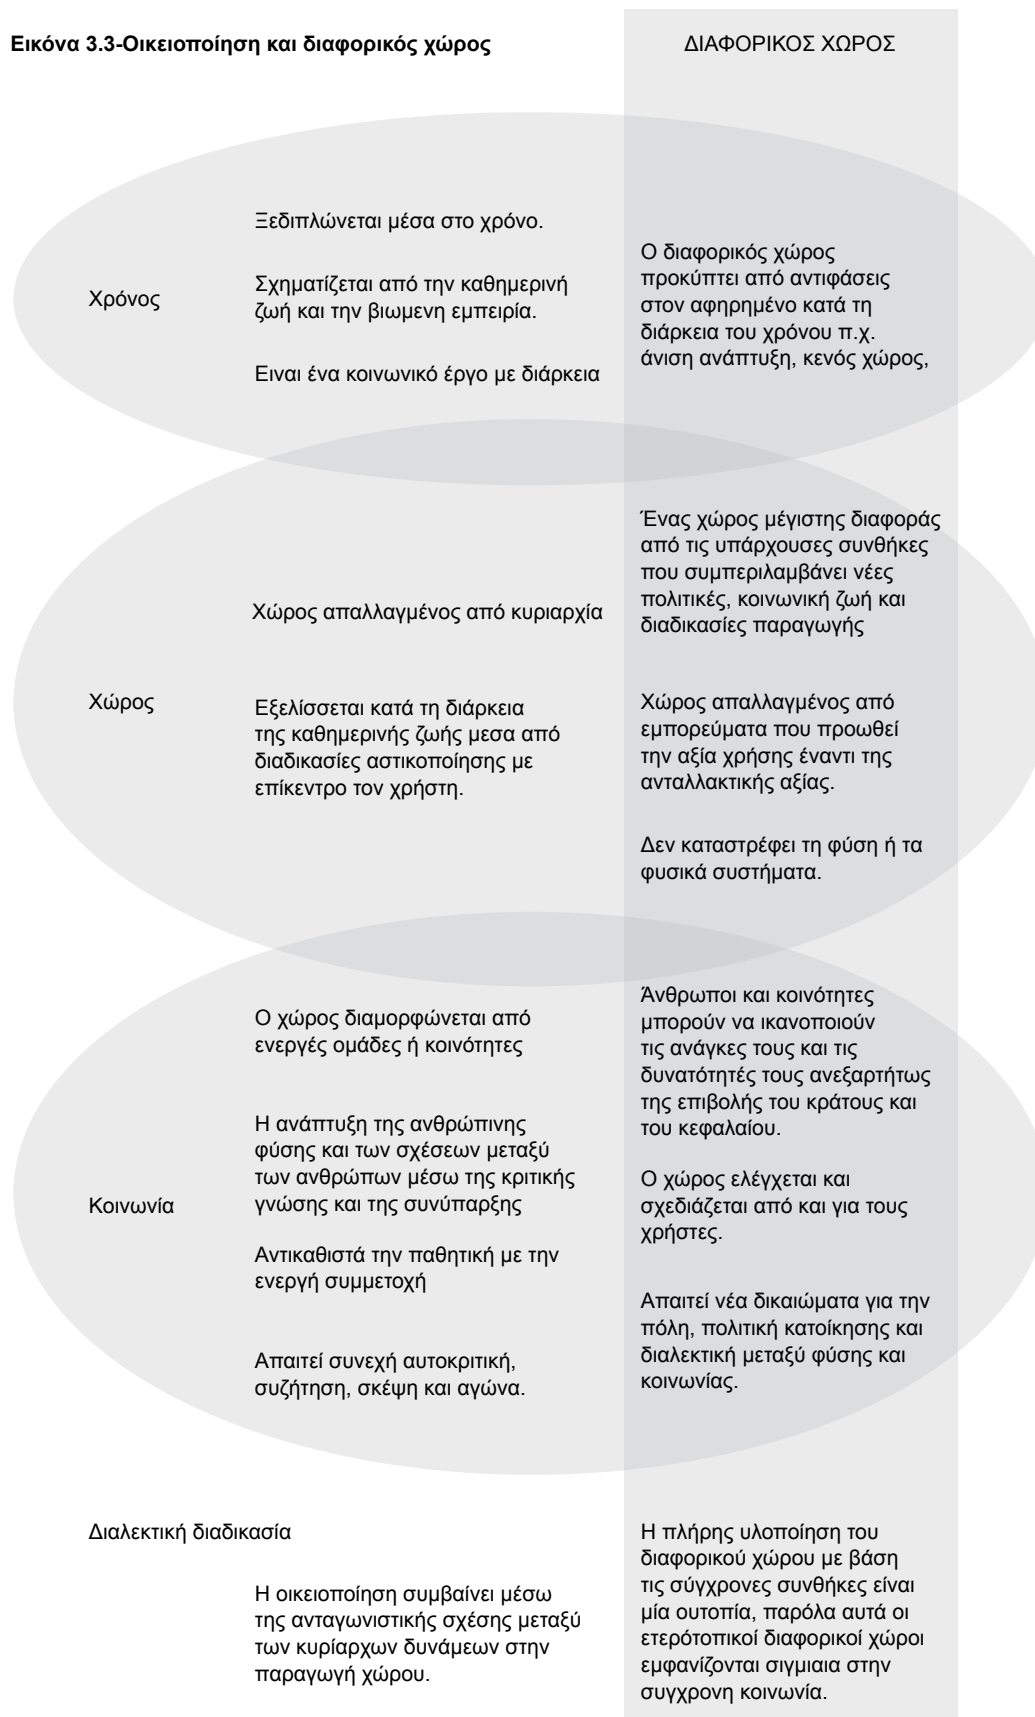 Εικόνα 3.3-Οικειοποίηση και διαφορικός χώρος
ΔΙΑΦΟΡΙΚΟΣ ΧΩΡΟΣ
Χρόνος
Ξεδιπλώνεται μέσα στο χρόνο.
Σχηματίζεται από την καθημερινή
ζωή και την βιωμενη εμπειρία.
Ειναι ένα κοινωνικό έργο με διάρκεια
Ο διαφορικός χώρος
προκύπτει από αντιφάσεις
στον αφηρημένο κατά τη
διάρκεια του χρόνου π.χ.
άνιση ανάπτυξη, κενός χώρος,
Χώρος
Χώρος απαλλαγμένος από κυριαρχία
Εξελίσσεται κατά τη διάρκεια
της καθημερινής ζωής μεσα από
διαδικασίες αστικοποίησης με
επίκεντρο τον χρήστη.
Ένας χώρος μέγιστης διαφοράς
από τις υπάρχουσες συνθήκες
που συμπεριλαμβάνει νέες
πολιτικές, κοινωνική ζωή και
διαδικασίες παραγωγής
Χώρος απαλλαγμένος από
εμπορεύματα που προωθεί
την αξία χρήσης έναντι της
ανταλλακτικής αξίας.
Δεν καταστρέφει τη φύση ή τα
φυσικά συστήματα.
Κοινωνία
Ο χώρος διαμορφώνεται από
ενεργές ομάδες ή κοινότητες
Η ανάπτυξη της ανθρώπινης
φύσης και των σχέσεων μεταξύ
των ανθρώπων μέσω της κριτικής
γνώσης και της συνύπαρξης
Αντικαθιστά την παθητική με την
ενεργή συμμετοχή
Απαιτεί συνεχή αυτοκριτική,
συζήτηση, σκέψη και αγώνα.
Άνθρωποι και κοινότητες
μπορούν να ικανοποιούν
τις ανάγκες τους και τις
δυνατότητές τους ανεξαρτήτως
της επιβολής του κράτους και
του κεφαλαίου.
Ο χώρος ελέγχεται και
σχεδιάζεται από και για τους
χρήστες.
Απαιτεί νέα δικαιώματα για την
πόλη, πολιτική κατοίκησης και
διαλεκτική μεταξύ φύσης και
κοινωνίας.
Διαλεκτική διαδικασία
Η οικειοποίηση συμβαίνει μέσω
της ανταγωνιστικής σχέσης μεταξύ
των κυρίαρχων δυνάμεων στην
παραγωγή χώρου.
Η πλήρης υλοποίηση του
διαφορικού χώρου με βάση
τις σύγχρονες συνθήκες είναι
μία ουτοπία, παρόλα αυτά οι
ετερότοπικοί διαφορικοί χώροι
εμφανίζονται σιγμιαια στην
συγχρονη κοινωνία.